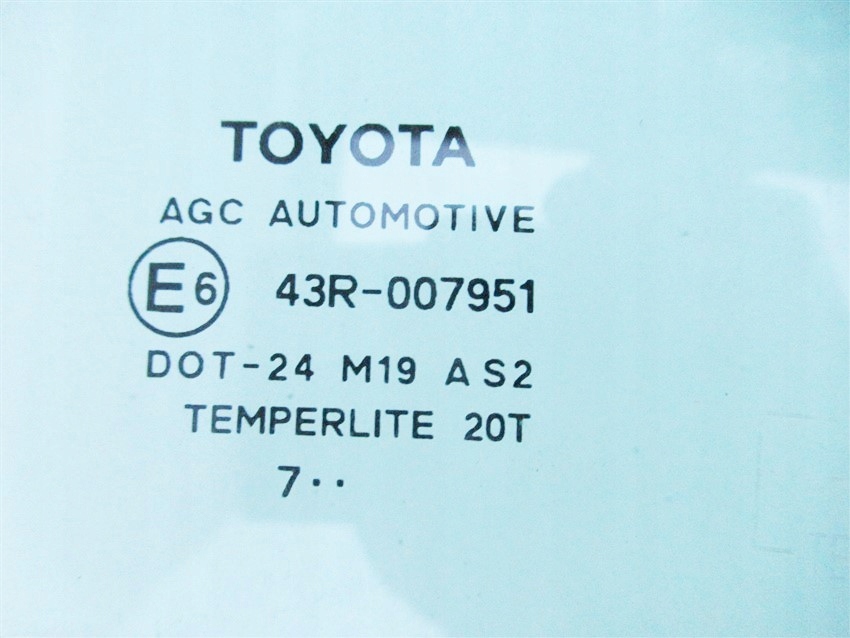 TOYOTA
AGC AUTOMOTIVE
E6 43R-007951
DOT-24 M19 AS2
TEMPERLITE 20T
7··